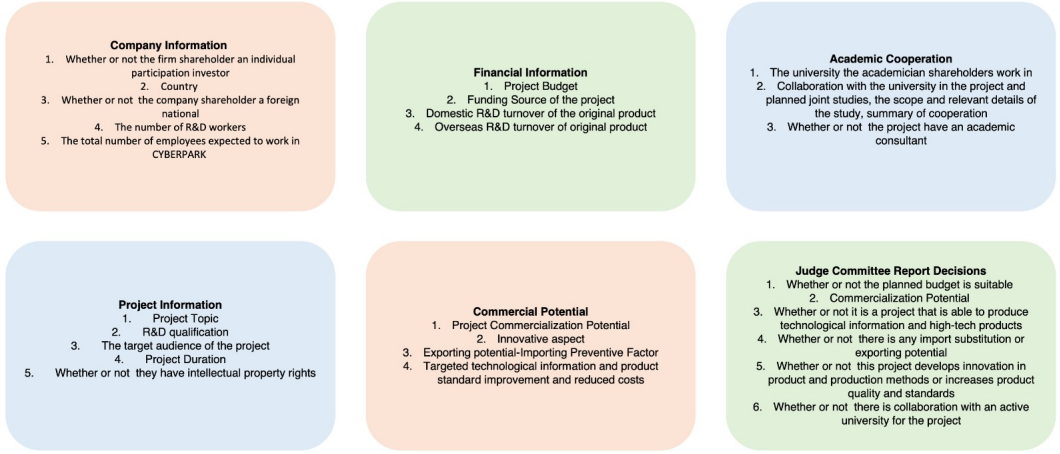 Company Information
1. Whether or not the firm shareholder an individual
participation investor
2. Country
3. Whether or not the company shareholder a foreign
national
4. The number of R&D workers
5. The total number of employees expected to work in
CYBERPARK
Financial Information
1. Project Budget
2. Funding Source of the project
3. Domestic R&D turnover of the original product
4. Overseas R&D turnover of original product
Academic Cooperation
1. The university the academician shareholders work in
2. Collaboration with the university in the project and
planned joint studies, the scope and relevant details of
the study, summary of cooperation
3. Whether or not the project have an academic
consultant
Project Information
1. Project Topic
2. R&D qualification
3. The target audience of the project
4. Project Duration
5. Whether or not they have intellectual property rights
Commercial Potential
1. Project Commercialization Potential
2. Innovative aspect
3. Exporting potential-Importing Preventive Factor
4. Targeted technological information and product
standard improvement and reduced costs
Judge Committee Report Decisions
1. Whether or not the planned budget is suitable
2. Commercialization Potential
3. Whether or not it is a project that is able to produce
technological information and high-tech products
4. Whether or not there is any import substitution or
exporting potential
5. Whether or not this project develops innovation in
product and production methods or increases product
quality and standards
6. Whether or not there is collaboration with an active
university for the project